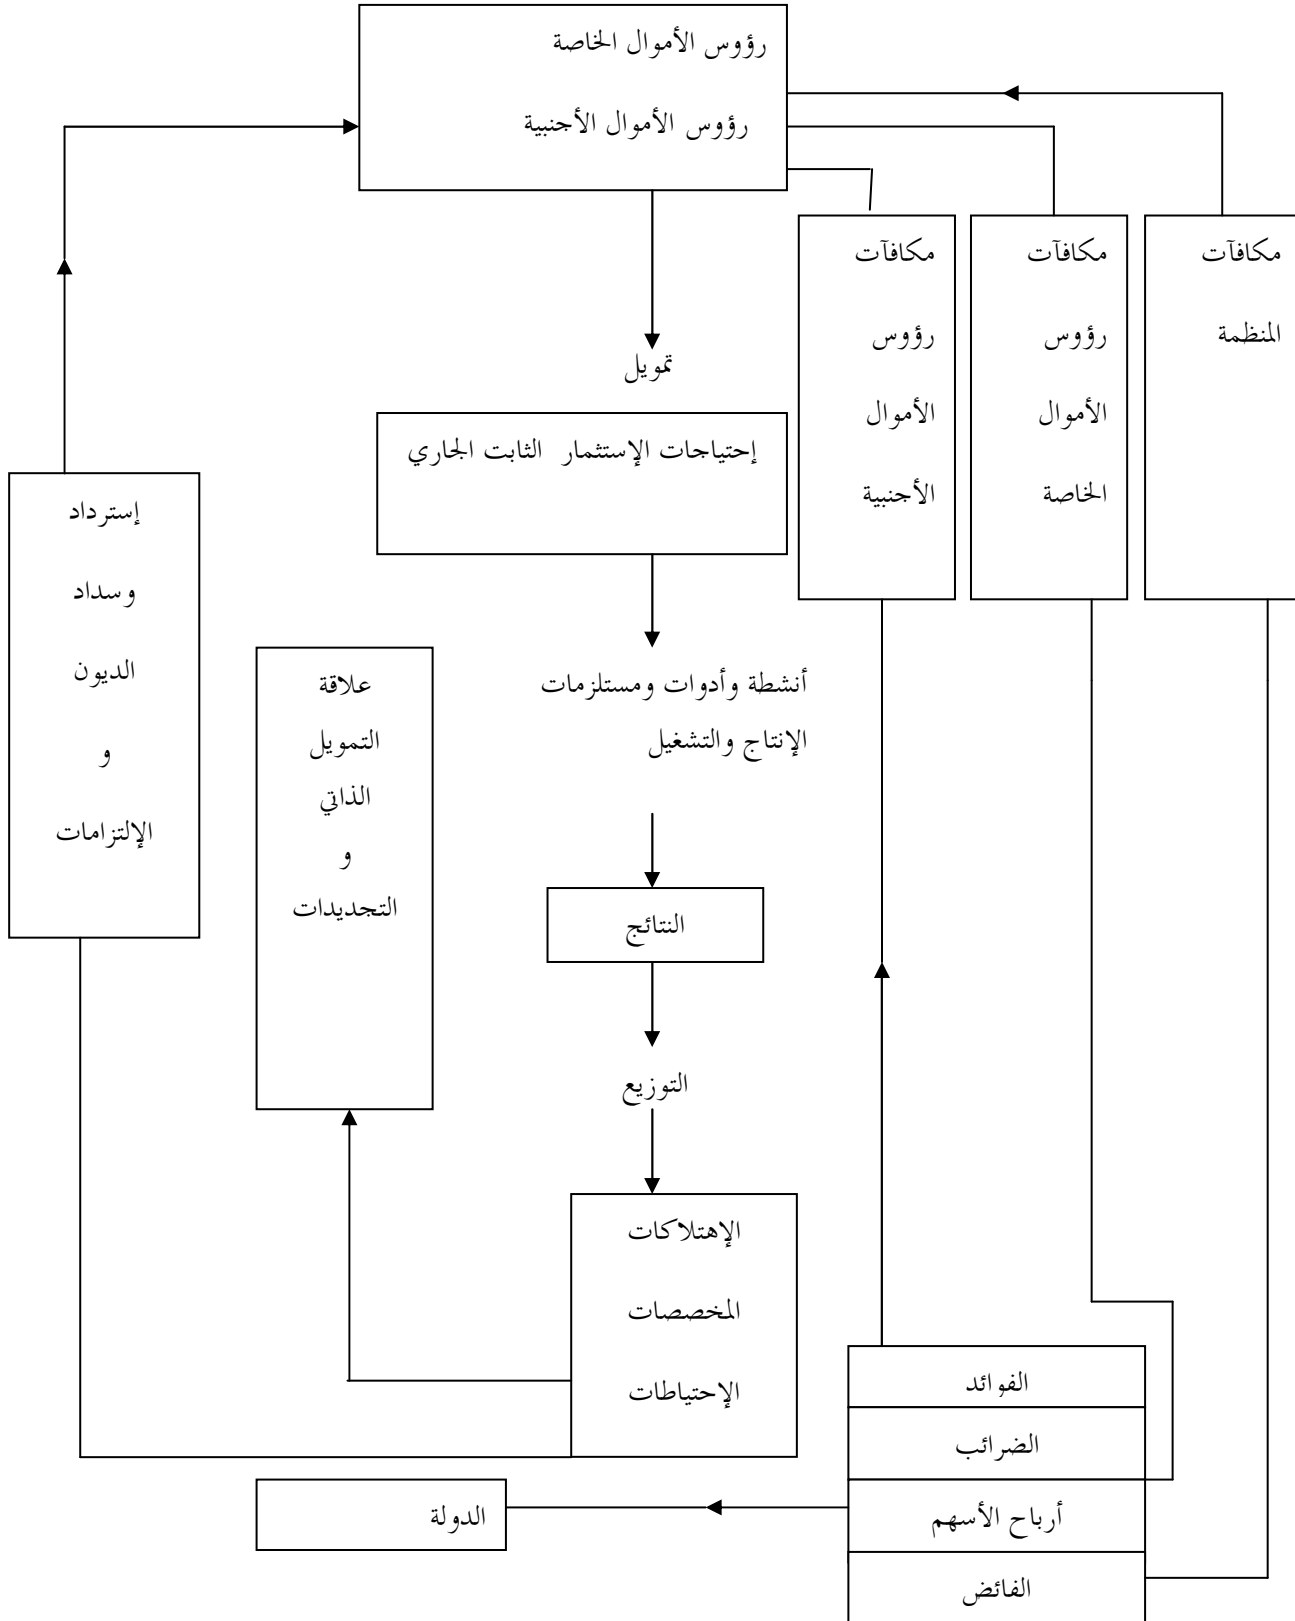 رؤوس الأموال الخاصة
رؤوس الأموال الأجنبية
مكافآت
المنظمة
مكافآت
رؤوس
الأموال
الخاصة
مكافآت
رؤوس
الأموال
الأجنبية
تمويل
إحتياجات الإستثمار الثابت الجاري
أنشطة وأدوات ومستلزمات
الإنتاج والتشغيل
النتائج
التوزيع
الإهتلاكات
المخصصات
الإحتياطات
علاقة
التمويل
الذاتي
و
التجديدات
إسترداد
وسداد
الديون
و
الإلتزامات
الفوائد
الضرائب
أرباح الأسهم
الفائض
الدولة